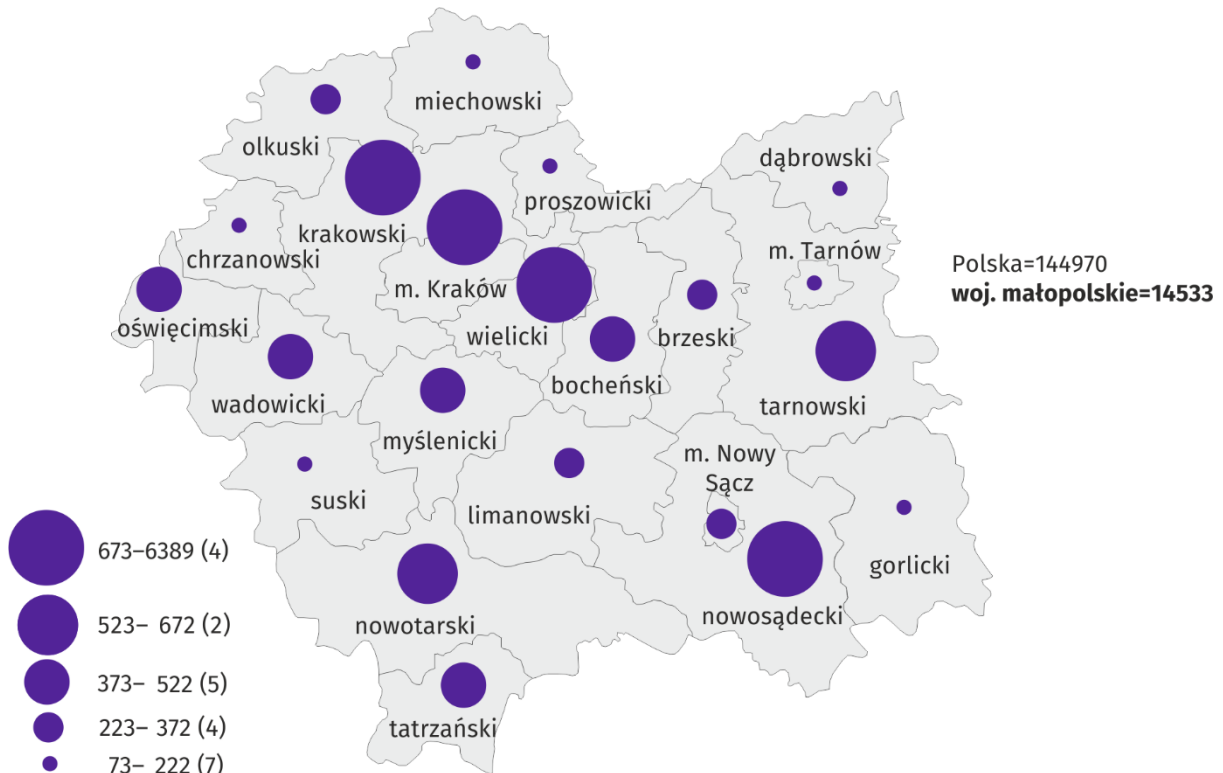 miechowski
olkuski
dąbrowski
proszowicki
krakowski
chrzanowski
m. Tarnów
Polska=144970
woj. małopolskie=14533
m. Kraków
oświęcimski
wielicki
brzeski
bocheński
wadowicki
tarnowski
myślenicki
m. Nowy
Sącz
suski
limanowski
gorlicki
nowotarski
nowosądecki
tatrzański
673–6389 (4)
523– 672 (2)
373– 522 (5)
223– 372 (4)
73– 222 (7)